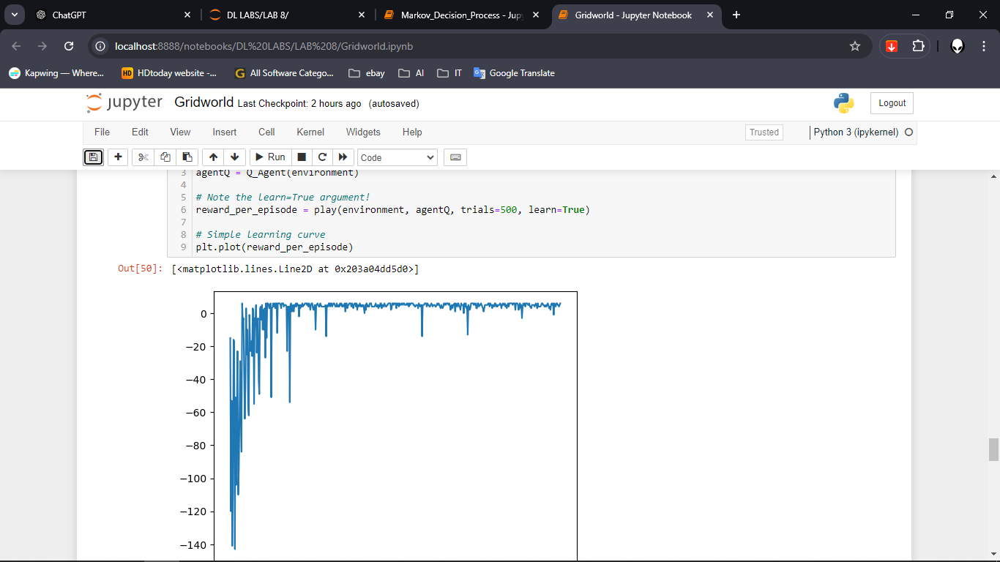 ChatGPT
DL LABS/LAB 8/
Markov_Decision_Process - Jup
Gridworld - Jupyter Notebook
localhost:8888/notebooks/DL%20LABS/LAB%208/Gridworld.ipynb
Kapwing — Where...
HD HDtoday website -...
G All Software Catego...
ebay
AI
IT
Google Translate
jupyter Gridworld Last Checkpoint: 2 hours ago (autosaved)
Logout
File Edit View Insert Cell Kernel Widgets Help
Trusted
Python 3 (ipykernel)
Run
Code
3 agentQ = Q_Agent(environment)
4
5 # Note the learn=True argument!
6 reward_per_episode = play(environment, agentQ, trials=500, learn=True)
7
8 # Simple learning curve
9 plt.plot(reward_per_episode)
Out[50]: [<matplotlib.lines.Line2D at 0x203a04dd5d0>]
0
−20
−40
−60
−80
−100
−120
−140